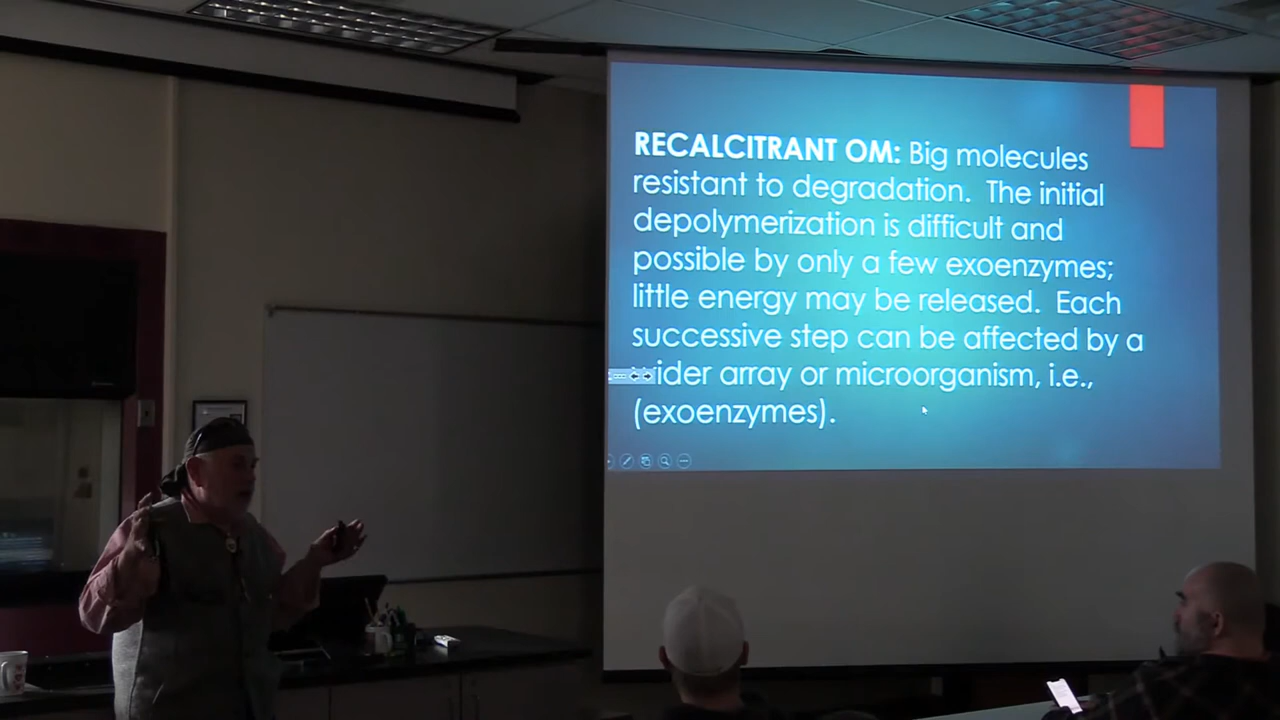 RECALCITRANT OM: Big molecules
resistant to degradation. The initial
depolymerization is difficult and
possible by only a few exoenzymes;
little energy may be released. Each
successive step can be affected by a
wider array or microorganism, i.e.,
(exoenzymes).